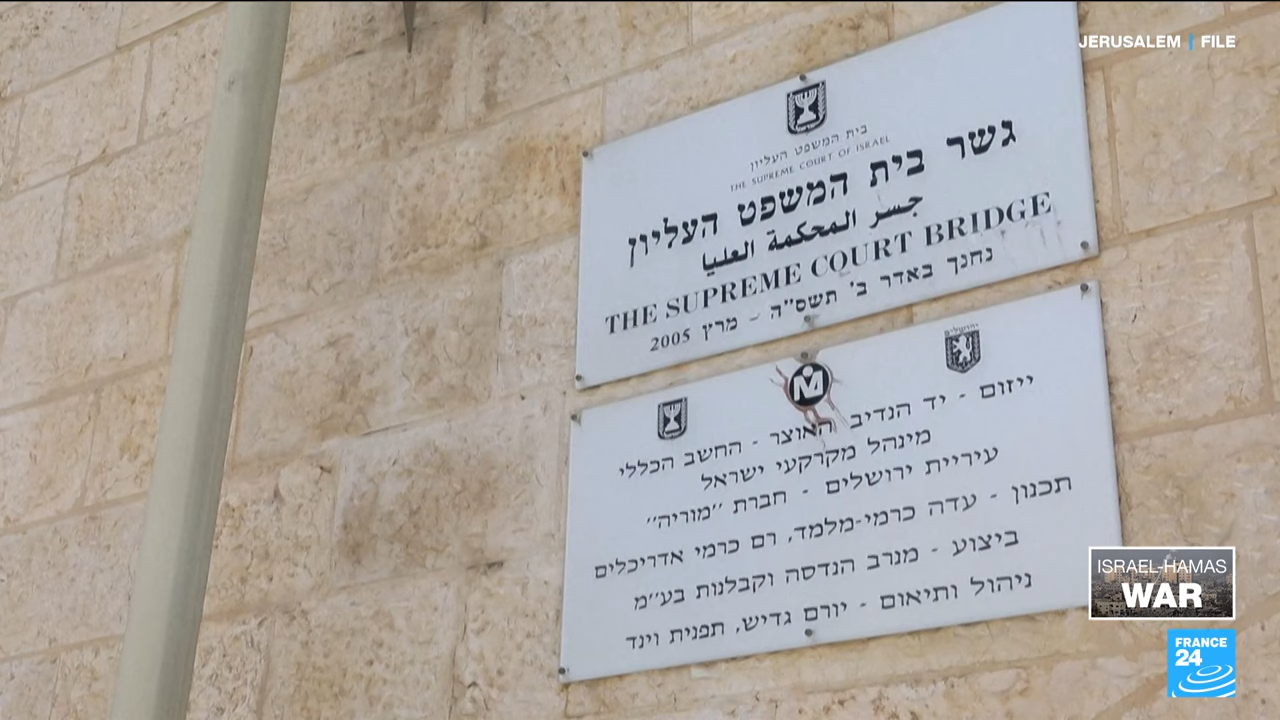 JERUSALEM | FILE
בית המשפט העליון
THE SUPREME COURT OF ISRAEL
גשר בית המשפט העליון
جسر المحكمة العليا
THE SUPREME COURT BRIDGE
נחנך באדר ב' תשס"ה - מרץ 2005
ירושלים
ייזום - יד הנדיב האוצר - החשב הכללי
מינהל מקרקעי ישראל
עיריית ירושלים - חברת "מוריה"
תכנון - עדה כרמי-מלמד, רם כרמי אדריכלים
ביצוע - מנרב הנדסה וקבלנות בע"מ
ניהול ותיאום - יורם גדיש, תפנית וינד
ISRAEL-HAMAS
WAR
FRANCE
24